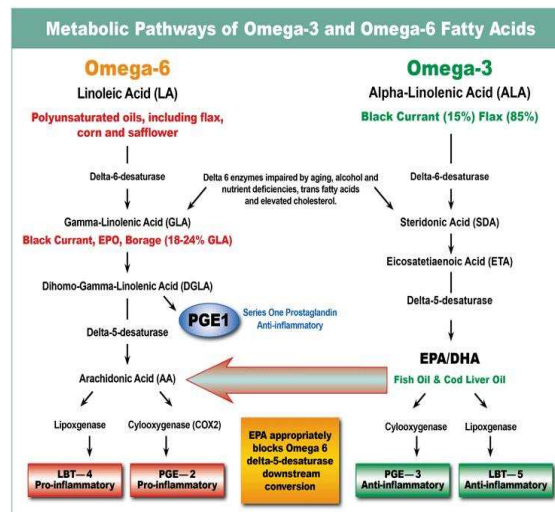 Metabolic Pathways of Omega-3 and Omega-6 Fatty Acids
Omega-6
Linoleic Acid (LA)
Polyunsaturated oils, including flax,
corn and safflower
Delta-6-desaturase
Gamma-Linolenic Acid (GLA)
Black Currant, EPO, Borage (18-24% GLA)
Dihomo-Gamma-Linolenic Acid (DGLA)
PGE1
Series One Prostaglandin
Anti-inflammatory
Delta-5-desaturase
Arachidonic Acid (AA)
Lipoxgenase
Cylooxygenase (COX2)
LBT—4
Pro-inflammatory
PGE—2
Pro-inflammatory
Delta 6 enzymes impaired by aging, alcohol and
nutrient deficiencies, trans fatty acids
and elevated cholesterol.
EPA appropriately
blocks Omega 6
delta-5-desaturase
downstream
conversion
Omega-3
Alpha-Linolenic Acid (ALA)
Black Currant (15%) Flax (85%)
Delta-6-desaturase
Steridonic Acid (SDA)
Eicosatetiaenoic Acid (ETA)
Delta-5-desaturase
EPA/DHA
Fish Oil & Cod Liver Oil
Cylooxygenase
Lipoxgenase
PGE—3
Anti-inflammatory
LBT—5
Anti-inflammatory